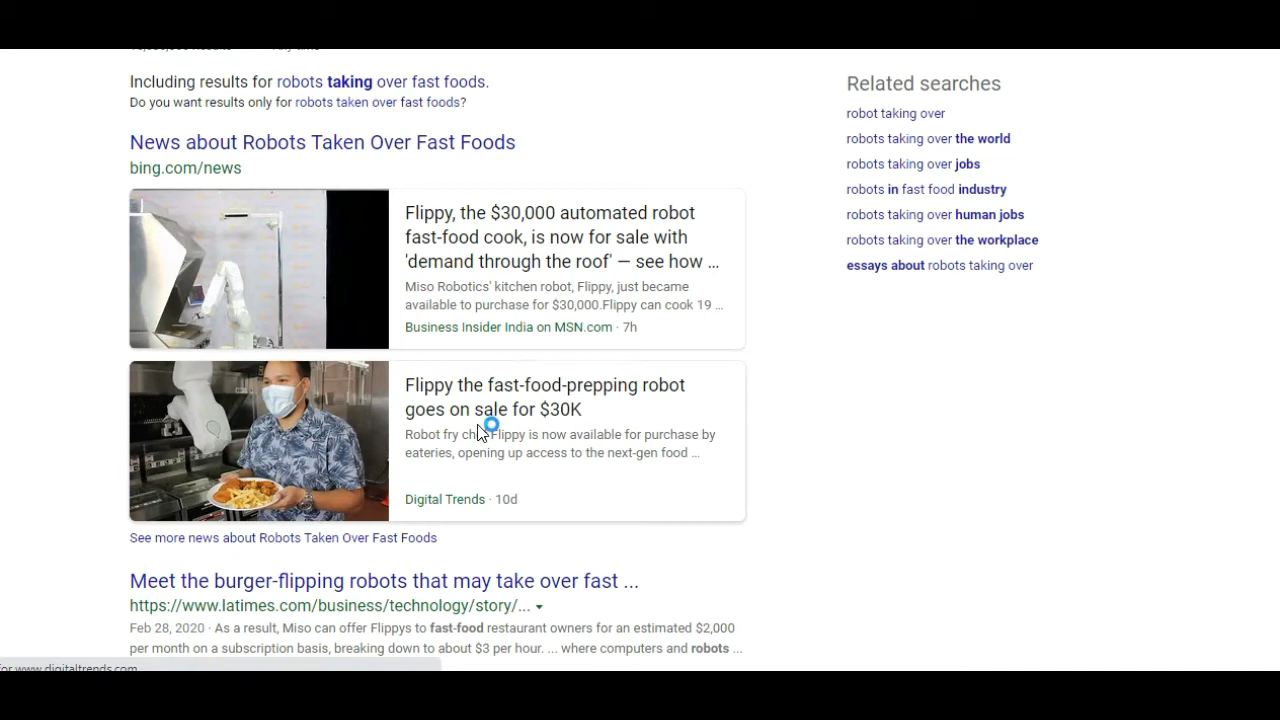 Including results for robots taking over fast foods.
Do you want results only for robots taken over fast foods?
News about Robots Taken Over Fast Foods
bing.com/news
Flippy, the $30,000 automated robot
fast-food cook, is now for sale with
'demand through the roof' — see how ...
Miso Robotics' kitchen robot, Flippy, just became
available to purchase for $30,000.Flippy can cook 19 ...
Business Insider India on MSN.com · 7h
Flippy the fast-food-prepping robot
goes on sale for $30K
Robot fry Flippy is now available for purchase by
eateries, opening up access to the next-gen food ...
Digital Trends · 10d
See more news about Robots Taken Over Fast Foods
Meet the burger-flipping robots that may take over fast ...
https://www.latimes.com/business/technology/story/...
Feb 28, 2020 · As a result, Miso can offer Flippys to fast-food restaurant owners for an estimated $2,000
per month on a subscription basis, breaking down to about $3 per hour. ... where computers and robots ...
for www.digitaltrends.com
Related searches
robot taking over
robots taking over the world
robots taking over jobs
robots in fast food industry
robots taking over human jobs
robots taking over the workplace
essays about robots taking over